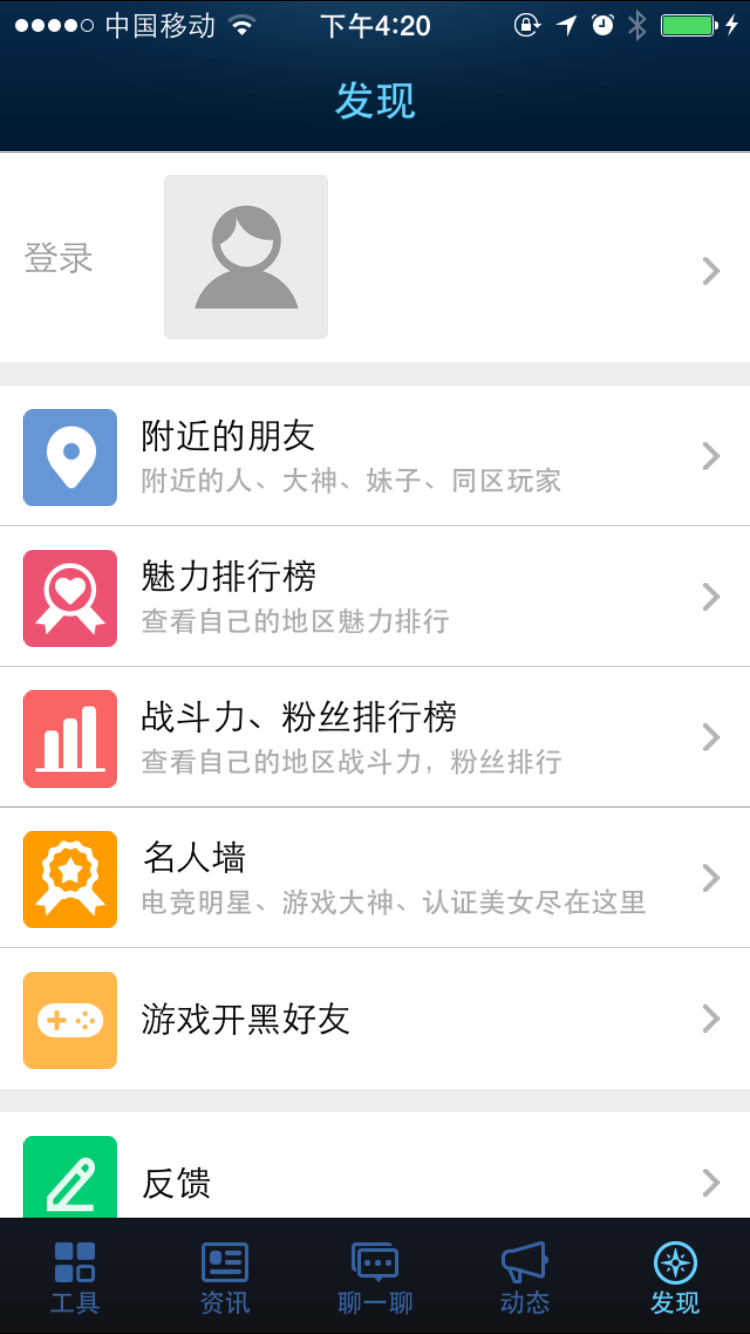 中国移动 下午4:20
发现
登录
附近的朋友
附近的人、大神、妹子、同区玩家
魅力排行榜
查看自己的地区魅力排行
战斗力、粉丝排行榜
查看自己的地区战斗力，粉丝排行
名人墙
电竞明星、游戏大神、认证美女尽在这里
游戏开黑好友
反馈
工具 资讯 聊一聊 动态 发现